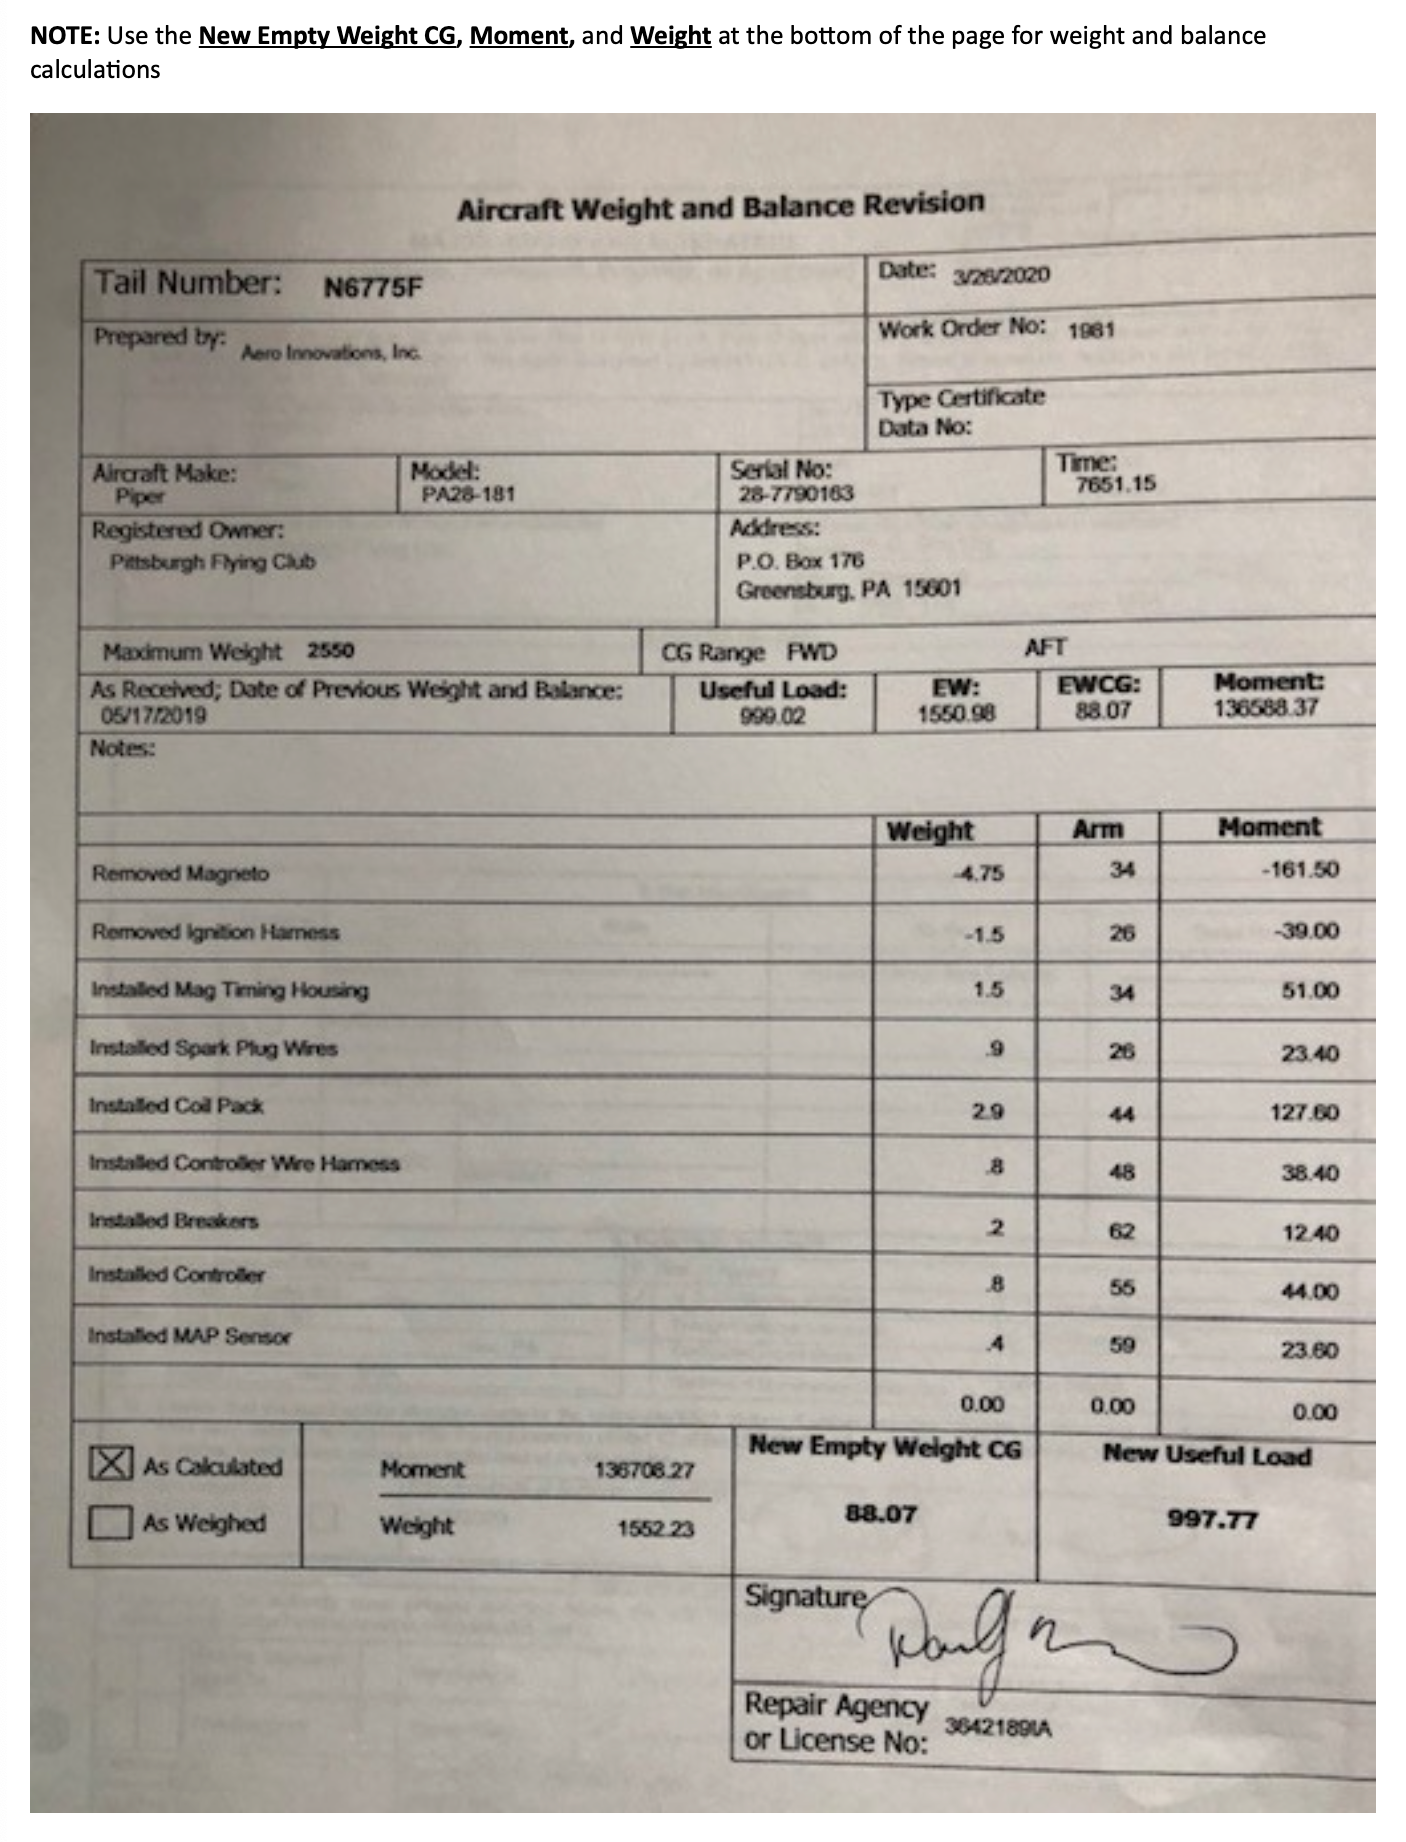 NOTE: Use the New Empty Weight CG, Moment, and Weight at the bottom of the page for weight and balance
calculations
Aircraft Weight and Balance Revision
Tail Number: N6775F
Date: 3/26/2020
Prepared by: Aero Innovations, Inc.
Work Order No: 1981
Type Certificate
Data No:
Aircraft Make:
Piper
Model:
PA28-181
Serial No:
28-7790163
Time:
7651.15
Registered Owner:
Pittsburgh Flying Club
Address:
P.O. Box 176
Greensburg, PA 15601
Maximum Weight 2550
CG Range FWD AFT
As Received; Date of Previous Weight and Balance:
05/17/2019
Useful Load:
999.02
EW:
1550.98
EWCG:
88.07
Moment:
136588.37
Notes:
Weight Arm Moment
Removed Magneto -4.75 34 -161.50
Removed Ignition Harness -1.5 26 -39.00
Installed Mag Timing Housing 1.5 34 51.00
Installed Spark Plug Wires .9 26 23.40
Installed Coil Pack 2.9 44 127.60
Installed Controller Wire Harness .8 48 38.40
Installed Breakers .2 62 12.40
Installed Controller .8 55 44.00
Installed MAP Sensor .4 59 23.60
0.00 0.00 0.00
As Calculated
As Weighed
Moment 136708.27
Weight 1552.23
New Empty Weight CG
88.07
New Useful Load
997.77
Signature
Repair Agency
or License No: 3642189IA